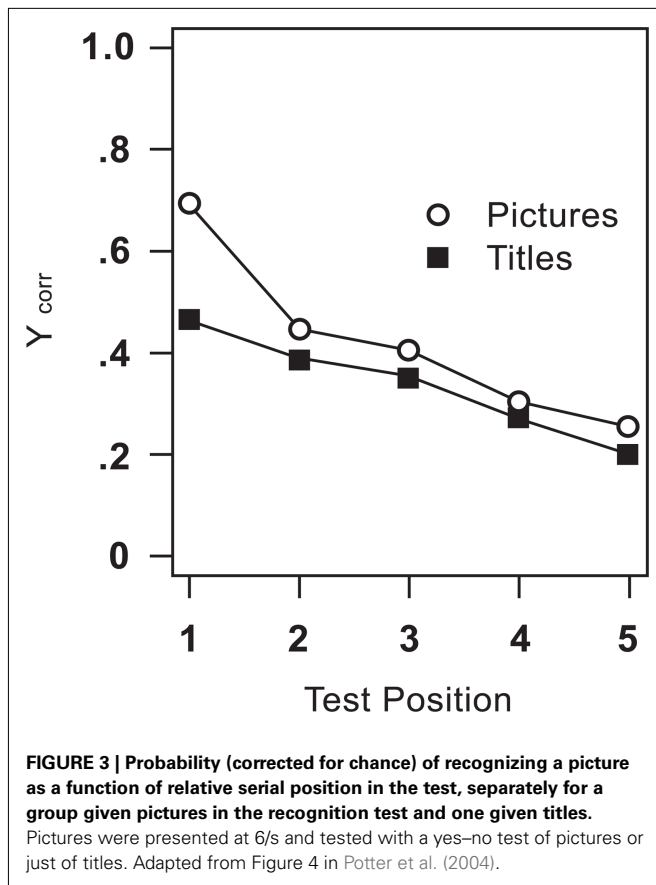 1.0
.8
.6
.4
.2
0
Y corr
Pictures
Titles
1 2 3 4 5
Test Position
FIGURE 3 | Probability (corrected for chance) of recognizing a picture
as a function of relative serial position in the test, separately for a
group given pictures in the recognition test and one given titles.
Pictures were presented at 6/s and tested with a yes–no test of pictures or
just of titles. Adapted from Figure 4 in Potter et al. (2004).